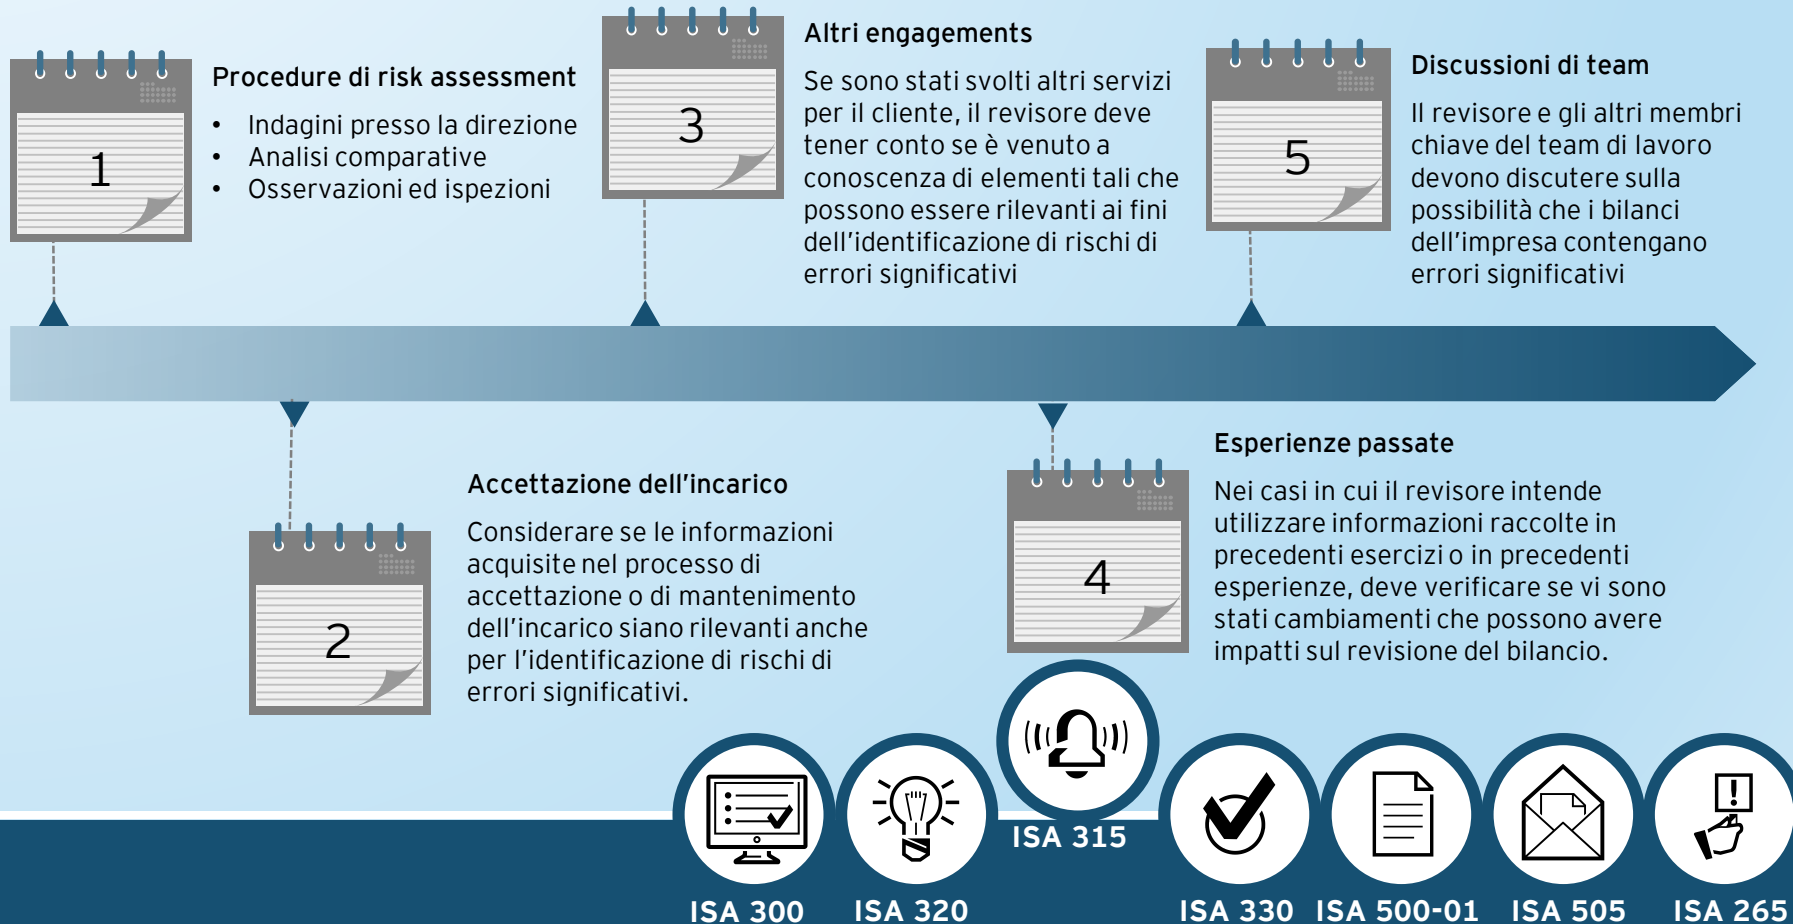 1
Procedure di risk assessment
• Indagini presso la direzione
• Analisi comparative
• Osservazioni ed ispezioni
2
Accettazione dell'incarico
Considerare se le informazioni
acquisite nel processo di
accettazione o di mantenimento
dell'incarico siano rilevanti anche
per l'identificazione di rischi di
errori significativi.
3
Altri engagements
Se sono stati svolti altri servizi
per il cliente, il revisore deve
tener conto se è venuto a
conoscenza di elementi tali che
possono essere rilevanti ai fini
dell'identificazione di rischi di
errori significativi
4
Esperienze passate
Nei casi in cui il revisore intende
utilizzare informazioni raccolte in
precedenti esercizi o in precedenti
esperienze, deve verificare se vi sono
stati cambiamenti che possono avere
impatti sul revisione del bilancio.
5
Discussioni di team
Il revisore e gli altri membri
chiave del team di lavoro
devono discutere sulla
possibilità che i bilanci
dell'impresa contengano
errori significativi
ISA 300
ISA 320
ISA 315
ISA 330
ISA 500-01
ISA 505
!
ISA 265